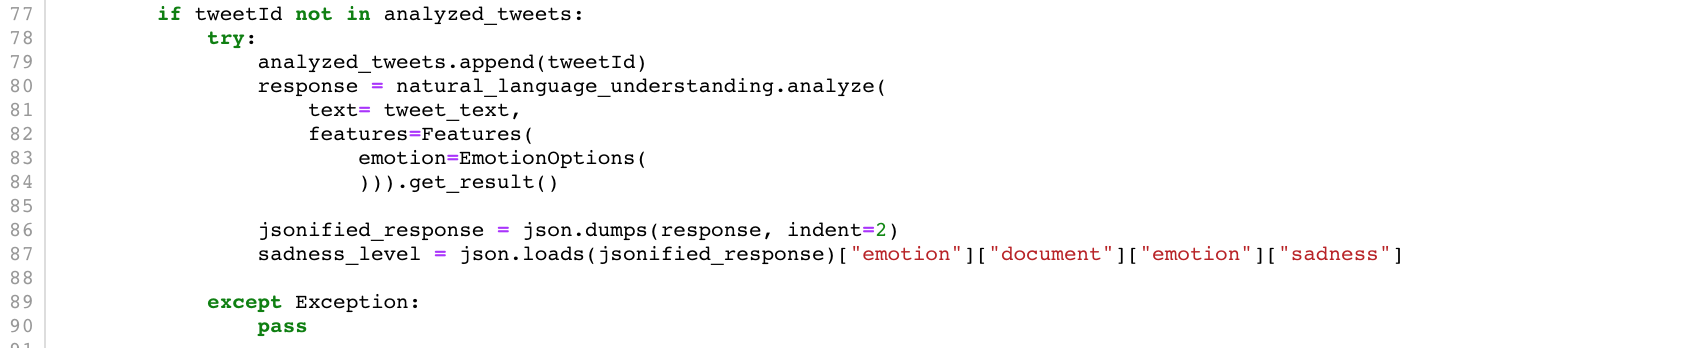 77 if tweetId not in analyzed_tweets:
78 try:
79 analyzed_tweets.append(tweetId)
80 response = natural_language_understanding.analyze(
81 text= tweet_text,
82 features=Features(
83 emotion=EmotionOptions(
84 ))).get_result()
85
86 jsonified_response = json.dumps(response, indent=2)
87 sadness_level = json.loads(jsonified_response)["emotion"]["document"]["emotion"]["sadness"]
88
89 except Exception:
90 pass